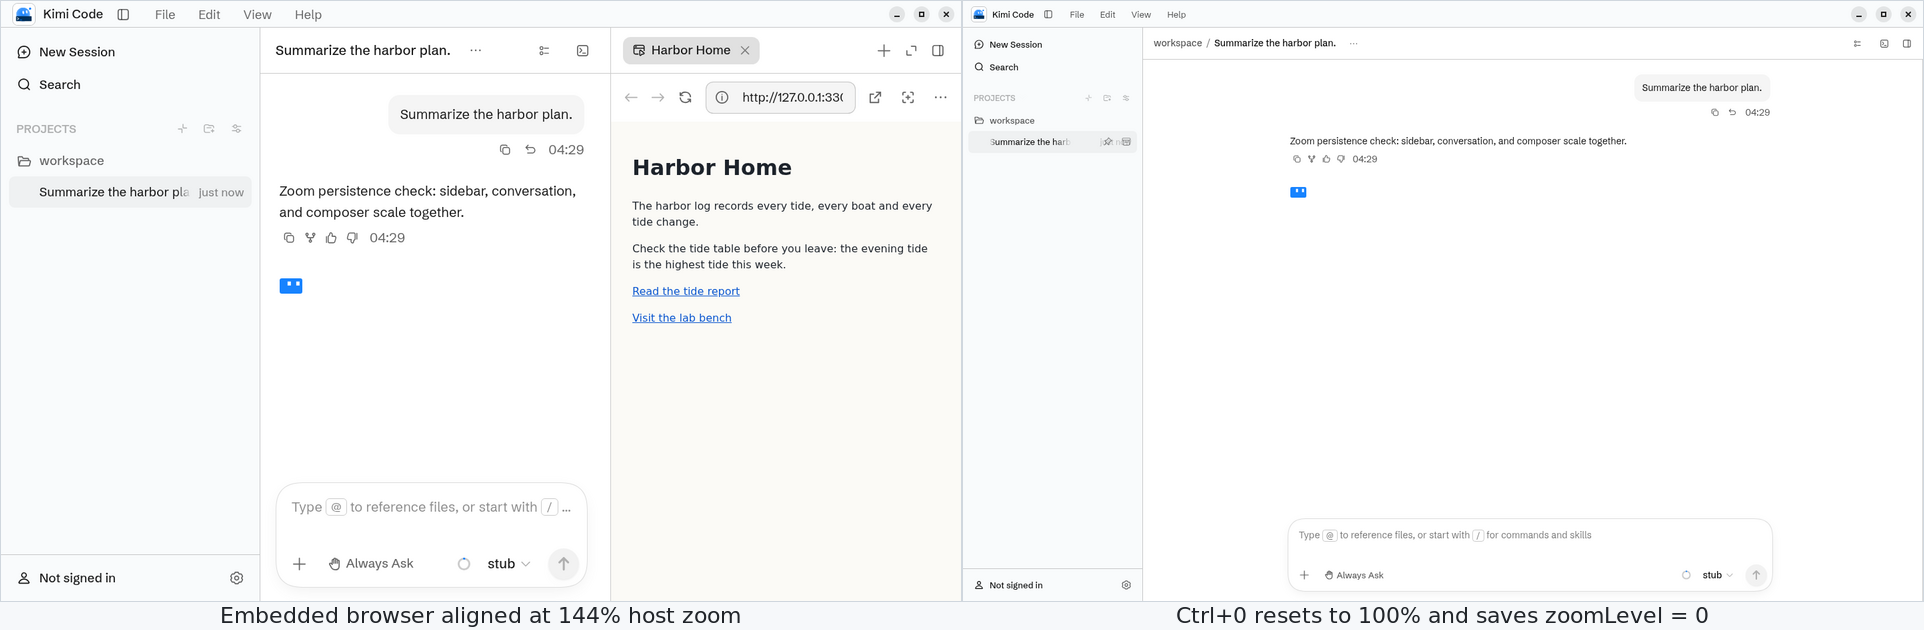 Kimi Code File Edit View Help
New Session
Search
PROJECTS
workspace
Summarize the harbor pla just now
Not signed in
Summarize the harbor plan. ...
Summarize the harbor plan.
04:29
Zoom persistence check: sidebar, conversation,
and composer scale together.
04:29
Type @ to reference files, or start with / ...
Always Ask stub
Harbor Home
http://127.0.0.1:330
Harbor Home
The harbor log records every tide, every boat and every
tide change.
Check the tide table before you leave: the evening tide
is the highest tide this week.
Read the tide report
Visit the lab bench
Embedded browser aligned at 144% host zoom
Kimi Code File Edit View Help
New Session
Search
PROJECTS
workspace
Summarize the harb
Not signed in
workspace / Summarize the harbor plan. ...
Summarize the harbor plan.
04:29
Zoom persistence check: sidebar, conversation, and composer scale together.
04:29
Type @ to reference files, or start with / for commands and skills
Always Ask stub
Ctrl+0 resets to 100% and saves zoomLevel = 0